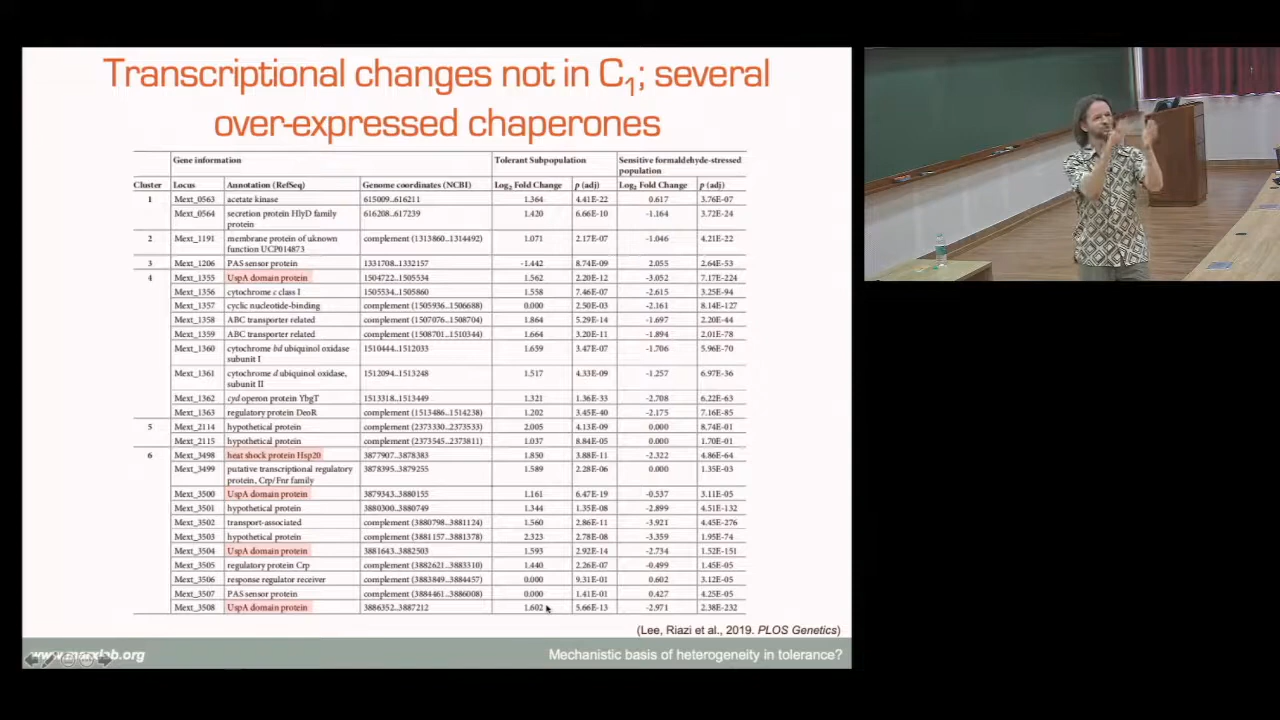 Transcriptional changes not in C1; several
over-expressed chaperones
Gene information Tolerant Subpopulation Sensitive formaldehyde-stressed population
Cluster Locus Annotation (RefSeq) Genome coordinates (NCBI) Log2 Fold Change p (adj) Log2 Fold Change p (adj)
1 Mext_0563 acetate kinase 615009..616211 1.364 4.41E-22 0.617 3.76E-07
Mext_0564 secretion protein HlyD family protein 616208..617239 1.420 6.66E-10 -1.164 3.72E-24
2 Mext_1191 membrane protein of uknown function UCP014873 complement (1313860..1314492) 1.071 2.17E-07 -1.046 4.21E-22
3 Mext_1206 PAS sensor protein 1331708..1332157 -1.442 8.74E-09 2.055 2.64E-53
4 Mext_1355 UspA domain protein 1504722..1505534 1.562 2.20E-12 -3.052 7.17E-224
Mext_1356 cytochrome c class I 1505534..1505860 1.558 7.46E-07 -2.615 3.25E-94
Mext_1357 cyclic nucleotide-binding complement (1505936..1506688) 0.000 2.50E-03 -2.161 8.14E-127
Mext_1358 ABC transporter related complement (1507076..1508704) 1.864 5.29E-14 -1.697 2.20E-44
Mext_1359 ABC transporter related complement (1508701..1510344) 1.664 3.20E-11 -1.894 2.01E-78
Mext_1360 cytochrome bd ubiquinol oxidase subunit I 1510444..1512033 1.659 3.47E-07 -1.706 5.96E-70
Mext_1361 cytochrome d ubiquinol oxidase, subunit II 1512094..1513248 1.517 4.33E-09 -1.257 6.97E-36
Mext_1362 cyd operon protein YbgT 1513318..1513449 1.321 1.36E-33 -2.708 6.22E-63
Mext_1363 regulatory protein DeoR complement (1513486..1514238) 1.202 3.45E-40 -2.175 7.16E-85
5 Mext_2114 hypothetical protein complement (2373330..2373533) 2.005 4.13E-09 0.000 8.74E-01
Mext_2115 hypothetical protein complement (2373545..2373811) 1.037 8.84E-05 0.000 1.70E-01
6 Mext_3498 heat shock protein Hsp20 3877907..3878383 1.850 3.88E-11 -2.322 4.86E-64
Mext_3499 putative transcriptional regulatory protein, Crp/Fnr family 3878395..3879255 1.589 2.28E-06 0.000 1.35E-03
Mext_3500 UspA domain protein 3879343..3880155 1.161 6.47E-19 -0.537 3.11E-05
Mext_3501 hypothetical protein 3880300..3880749 1.344 1.35E-08 -2.899 4.51E-132
Mext_3502 transport-associated complement (3880798..3881124) 1.560 2.86E-11 -3.921 4.45E-276
Mext_3503 hypothetical protein complement (3881157..3881378) 2.323 2.78E-08 -3.359 1.95E-74
Mext_3504 UspA domain protein 3881643..3882503 1.593 2.92E-14 -2.734 1.52E-151
Mext_3505 regulatory protein Crp complement (3882621..3883310) 1.440 2.26E-07 -0.499 1.45E-05
Mext_3506 response regulator receiver complement (3883849..3884457) 0.000 9.31E-01 0.602 3.12E-05
Mext_3507 PAS sensor protein complement (3884461..3886008) 0.000 1.41E-01 0.427 4.25E-05
Mext_3508 UspA domain protein 3886352..3887212 1.602 5.66E-13 -2.971 2.38E-232
(Lee, Riazi et al., 2019. PLOS Genetics)
www.marxlab.org Mechanistic basis of heterogeneity in tolerance?